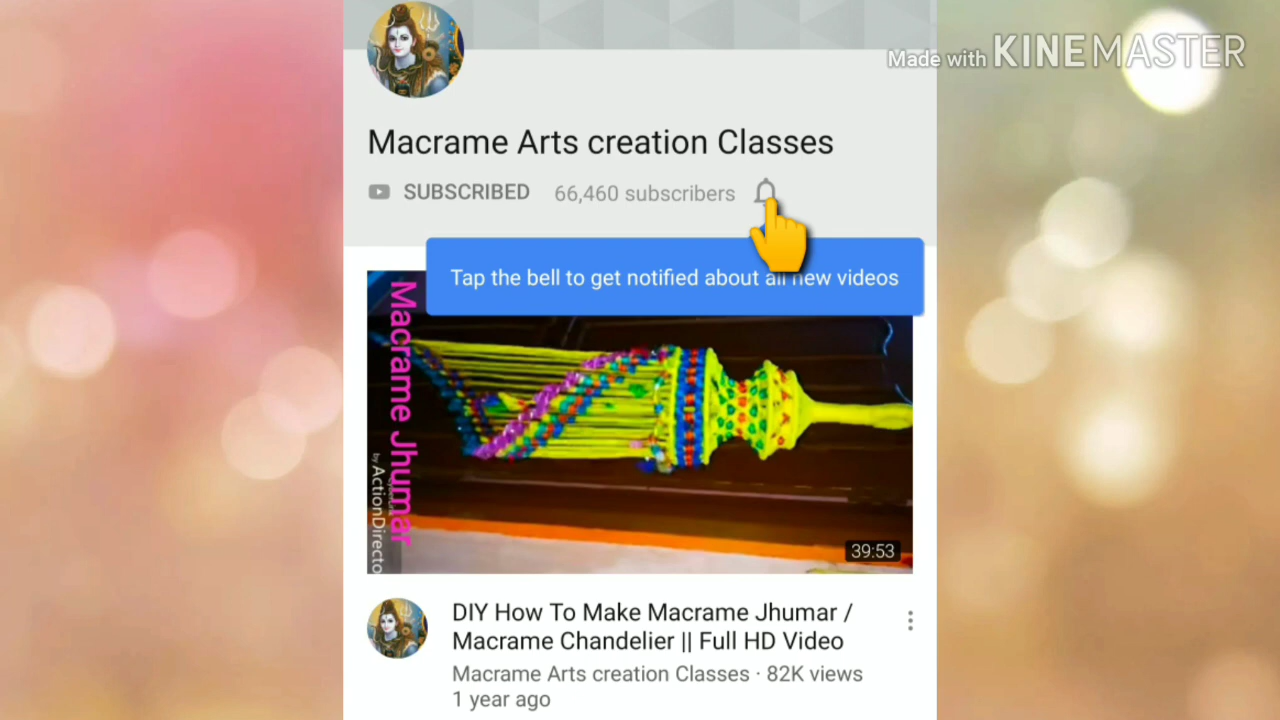 Made with KINEMASTER
Macrame Arts creation Classes
SUBSCRIBED 66,460 subscribers
Tap the bell to get notified about all new videos
Macrame Jhumar
by ActionDirecto
39:53
DIY How To Make Macrame Jhumar /
Macrame Chandelier || Full HD Video
Macrame Arts creation Classes · 82K views
1 year ago